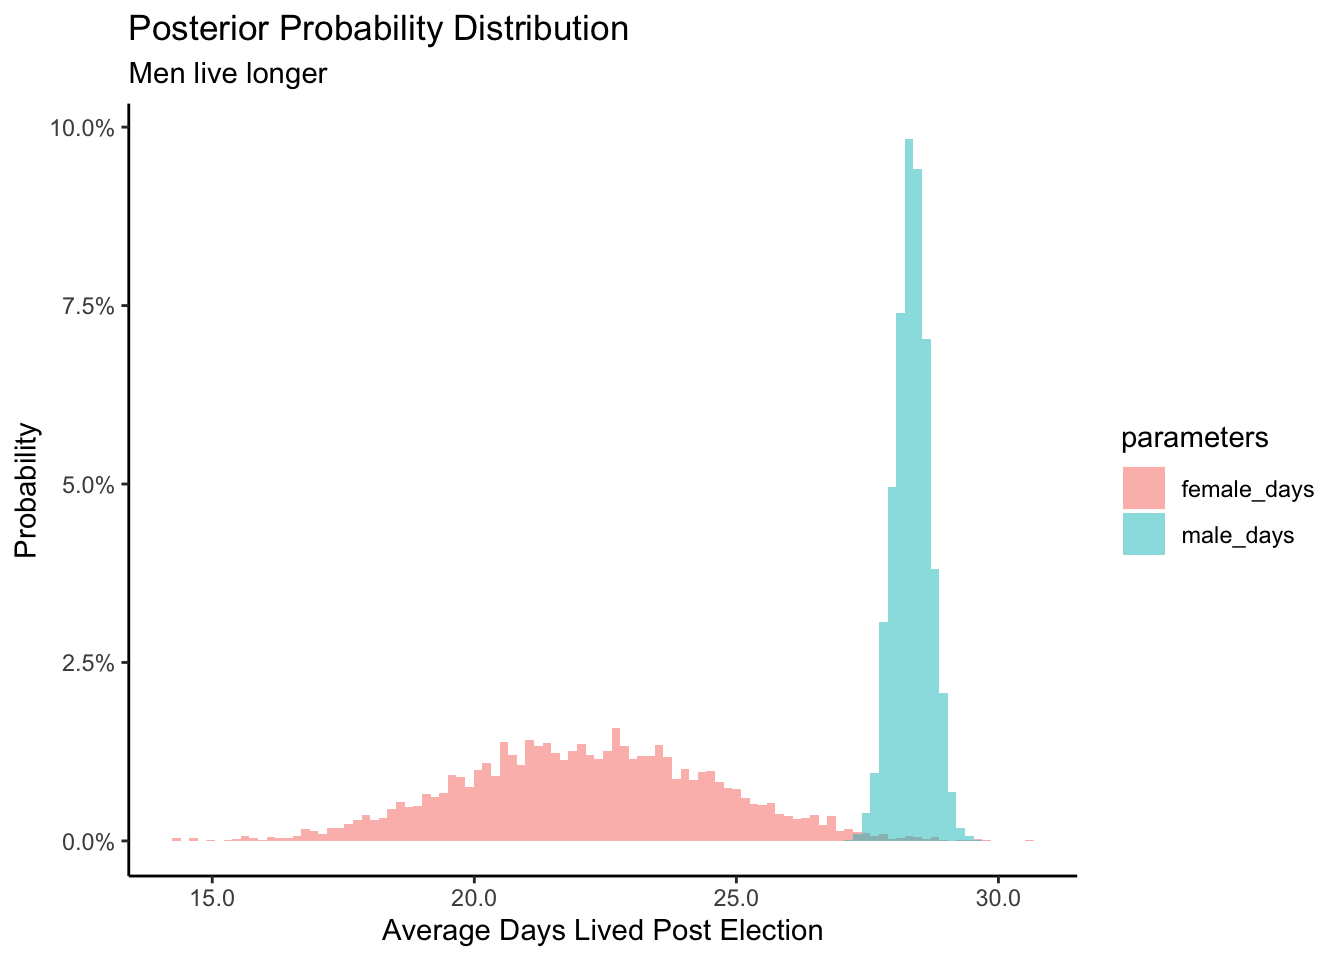 Posterior Probability Distribution
Men live longer
10.0%
7.5%
5.0%
2.5%
0.0%
Probability
15.0
20.0
25.0
30.0
Average Days Lived Post Election
parameters
female_days
male_days